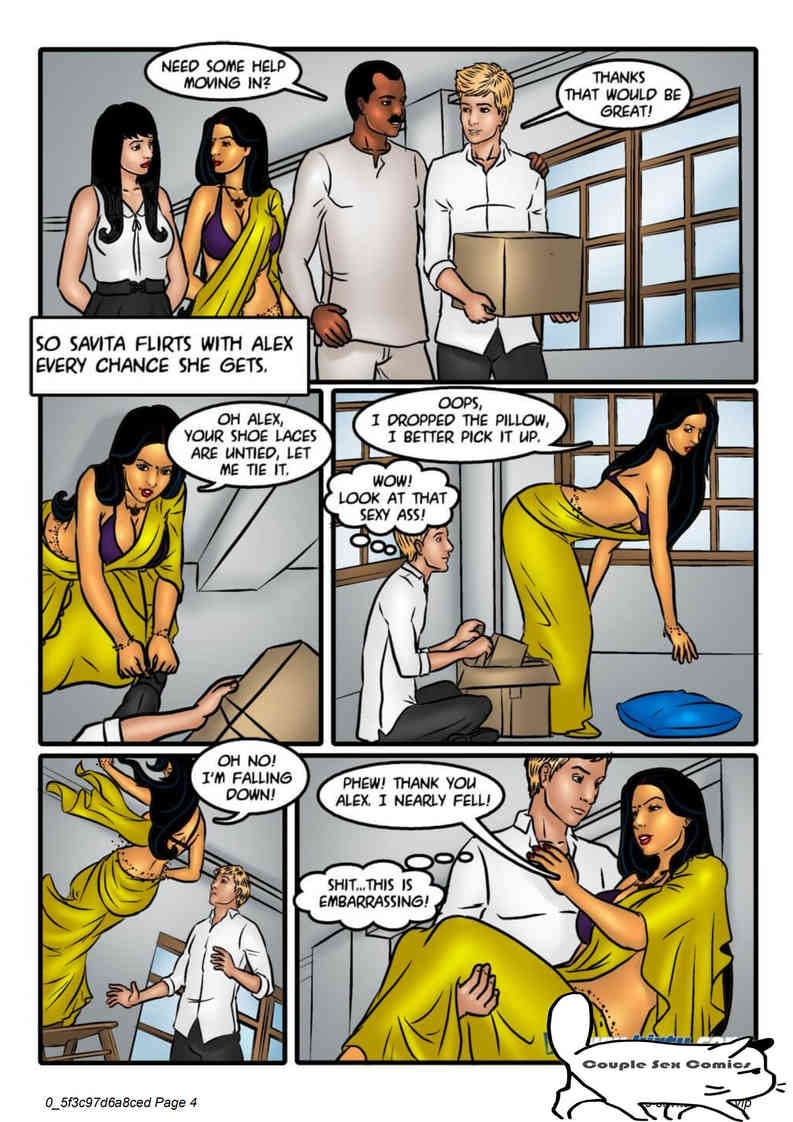 NEED SOME HELP
MOVING IN?
THANKS
THAT WOULD BE
GREAT!
SO SAVITA FLIRTS WITH ALEX
EVERY CHANCE SHE GETS.
OH ALEX,
YOUR SHOE LACES
ARE UNTIED, LET
ME TIE IT.
OOPS,
I DROPPED THE PILLOW,
I BETTER PICK IT UP.
WOW!
LOOK AT THAT
SEXY ASS!
OH NO!
I'M FALLING
DOWN!
PHEW! THANK YOU
ALEX. I NEARLY FELL!
SHIT...THIS IS
EMBARRASSING!
Couple Sex Comics
0_5f3c97d6a8ced Page 4